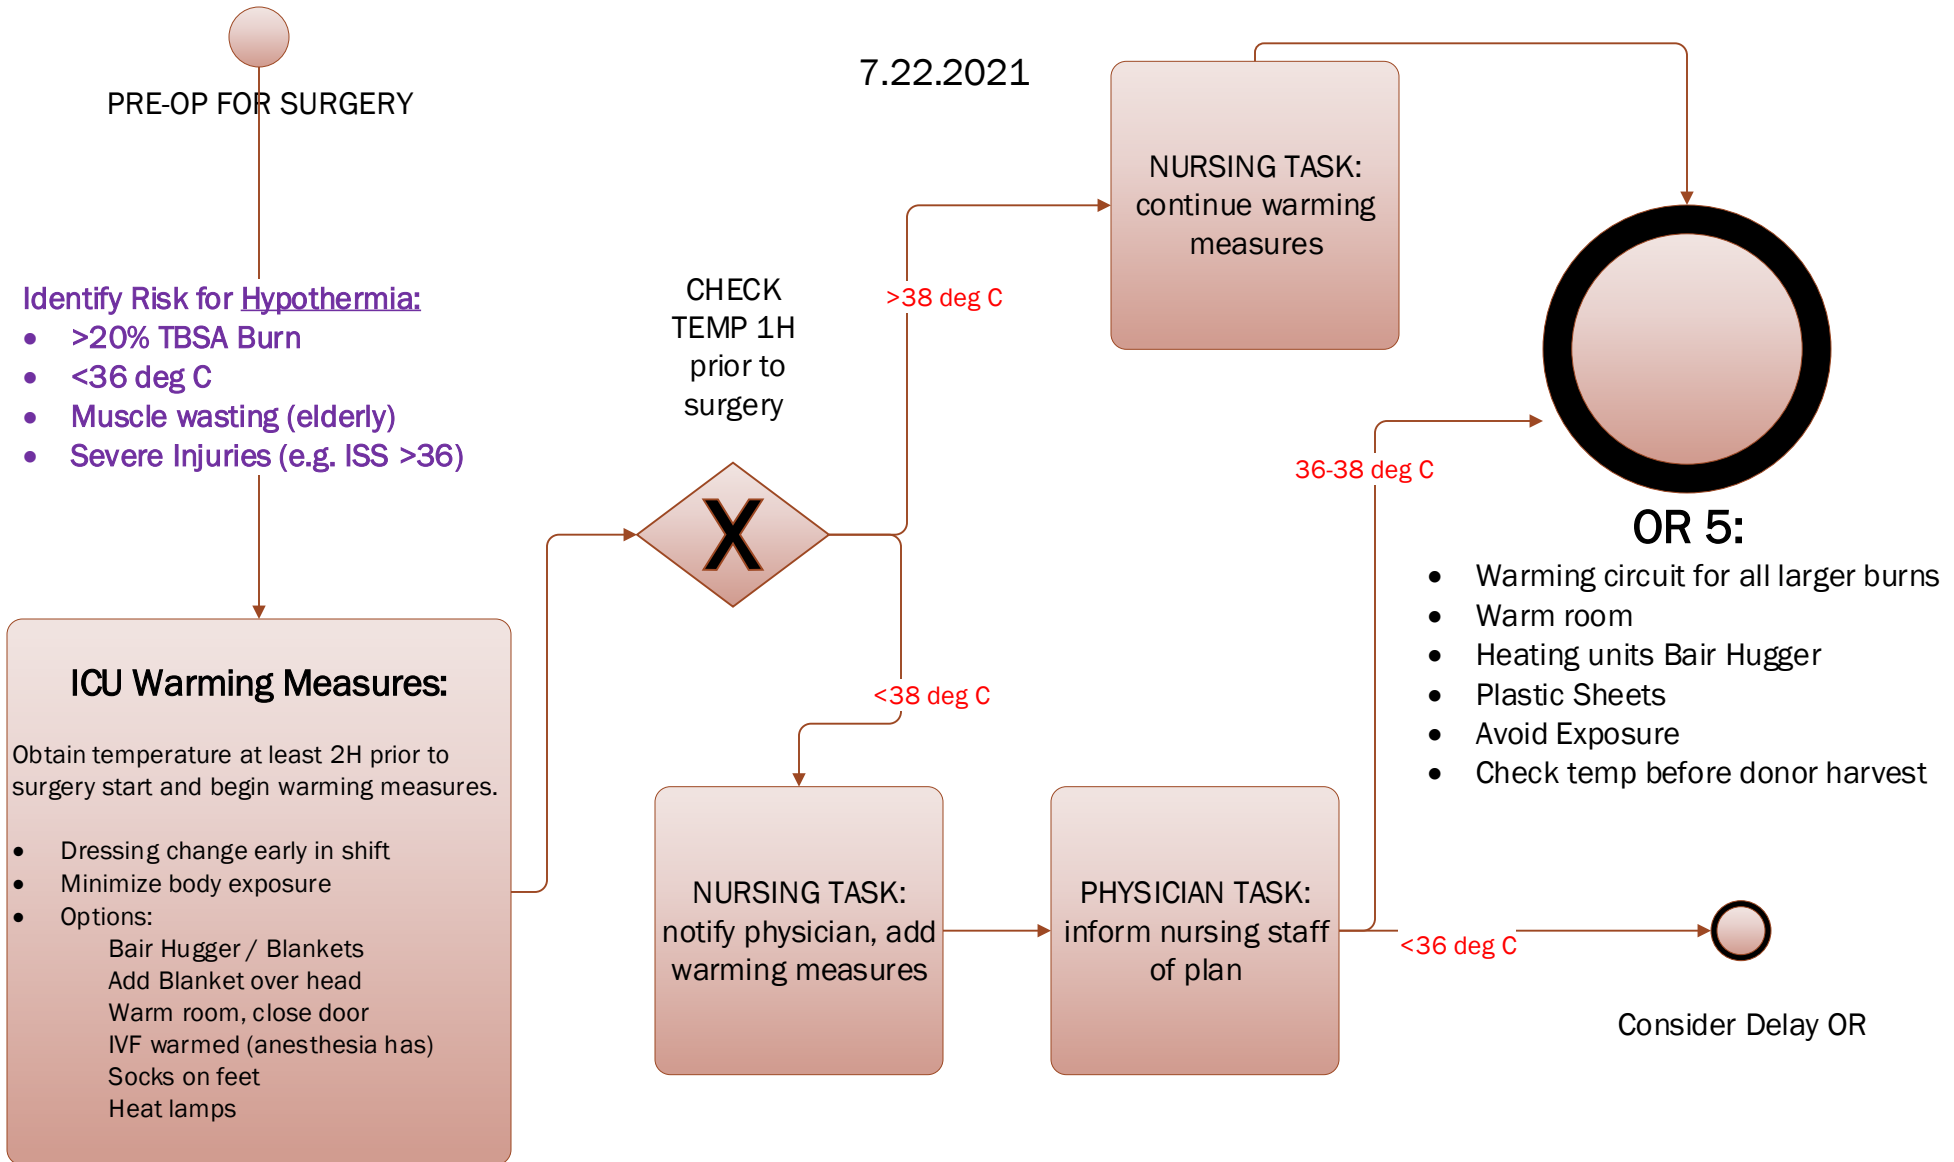 PRE-OP FOR SURGERY
7.22.2021
Identify Risk for Hypothermia:
• >20% TBSA Burn
• <36 deg C
• Muscle wasting (elderly)
• Severe Injuries (e.g. ISS >36)
ICU Warming Measures:
Obtain temperature at least 2H prior to
surgery start and begin warming measures.
• Dressing change early in shift
• Minimize body exposure
• Options:
Bair Hugger / Blankets
Add Blanket over head
Warm room, close door
IVF warmed (anesthesia has)
Socks on feet
Heat lamps
CHECK
TEMP 1H
prior to
surgery
X
>38 deg C
NURSING TASK:
continue warming
measures
<38 deg C
NURSING TASK:
notify physician, add
warming measures
PHYSICIAN TASK:
inform nursing staff
of plan
36-38 deg C
<36 deg C
OR 5:
• Warming circuit for all larger burns
• Warm room
• Heating units Bair Hugger
• Plastic Sheets
• Avoid Exposure
• Check temp before donor harvest
Consider Delay OR